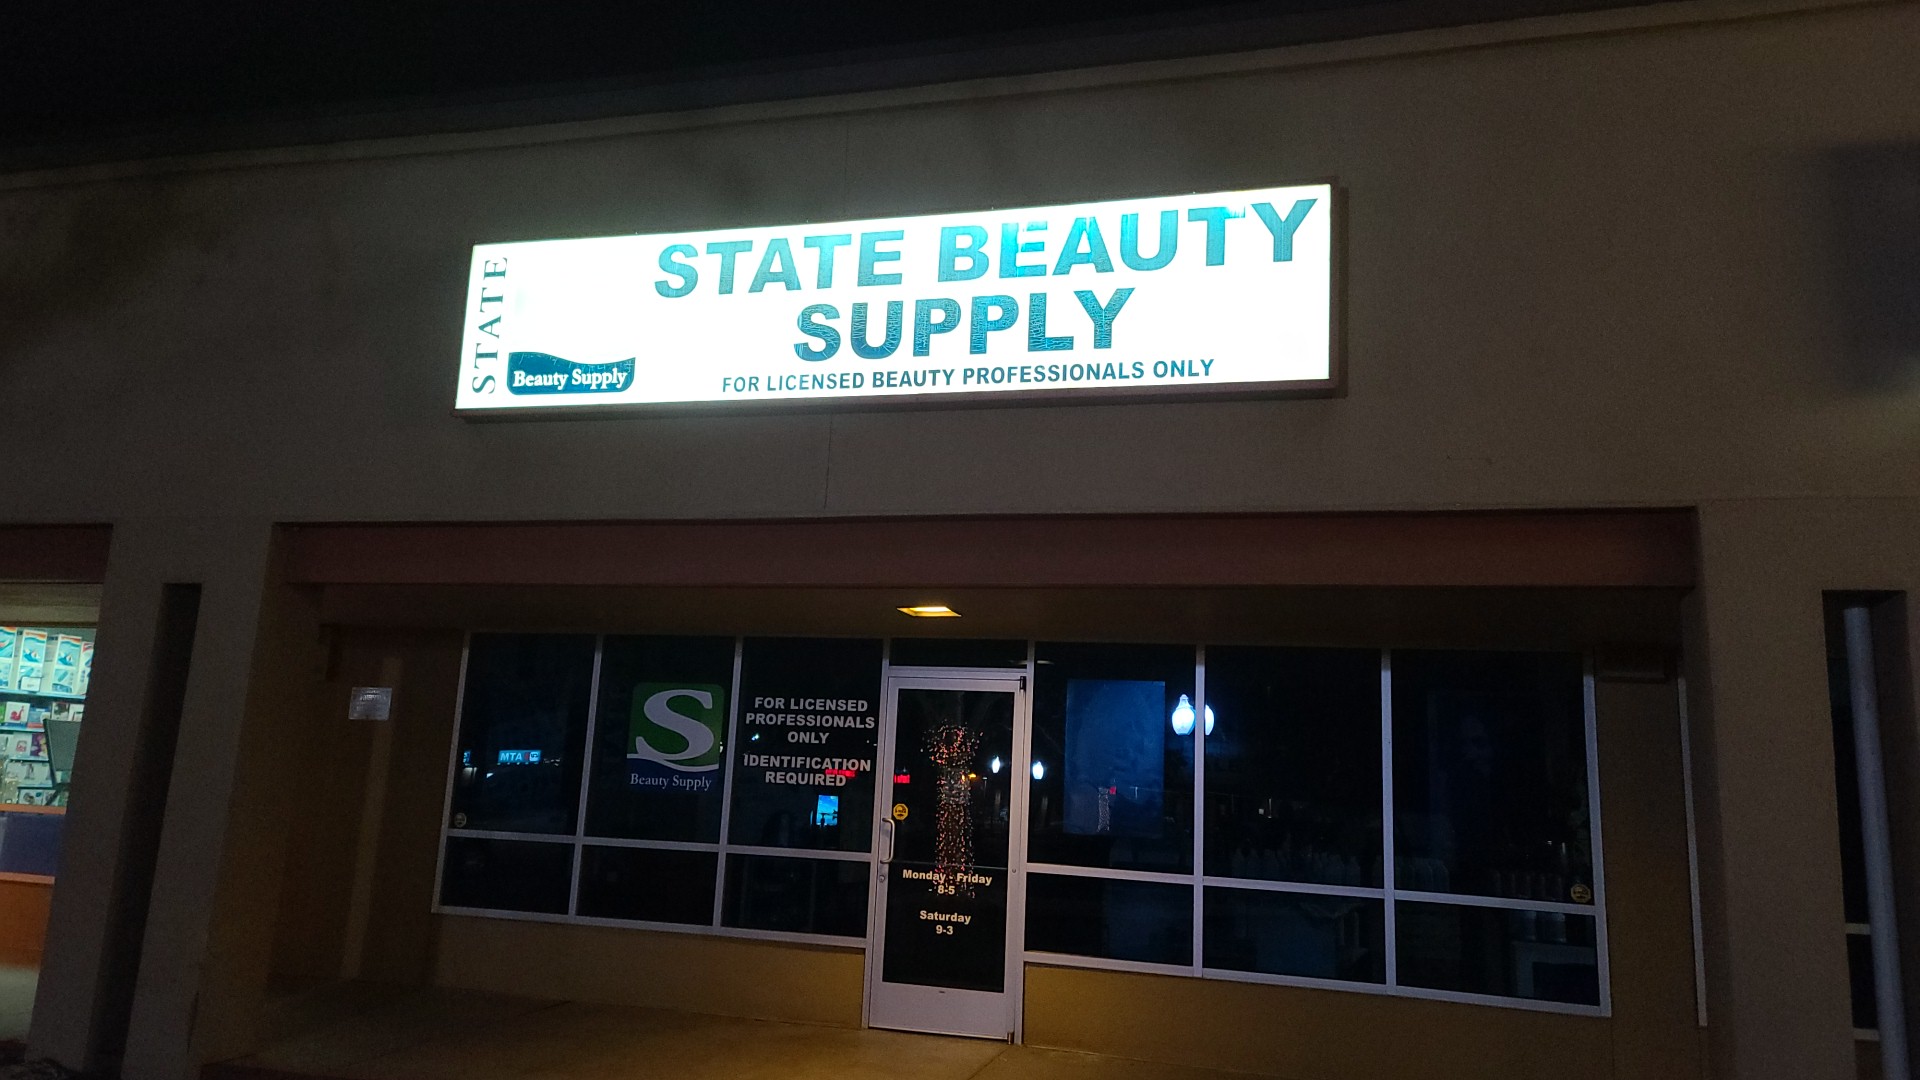 STATE
Beauty Supply
STATE BEAUTY
SUPPLY
FOR LICENSED BEAUTY PROFESSIONALS ONLY
S
Beauty Supply
FOR LICENSED
PROFESSIONALS
ONLY
IDENTIFICATION
REQUIRED
MTA
Monday - Friday
- 8-5
Saturday
9-3